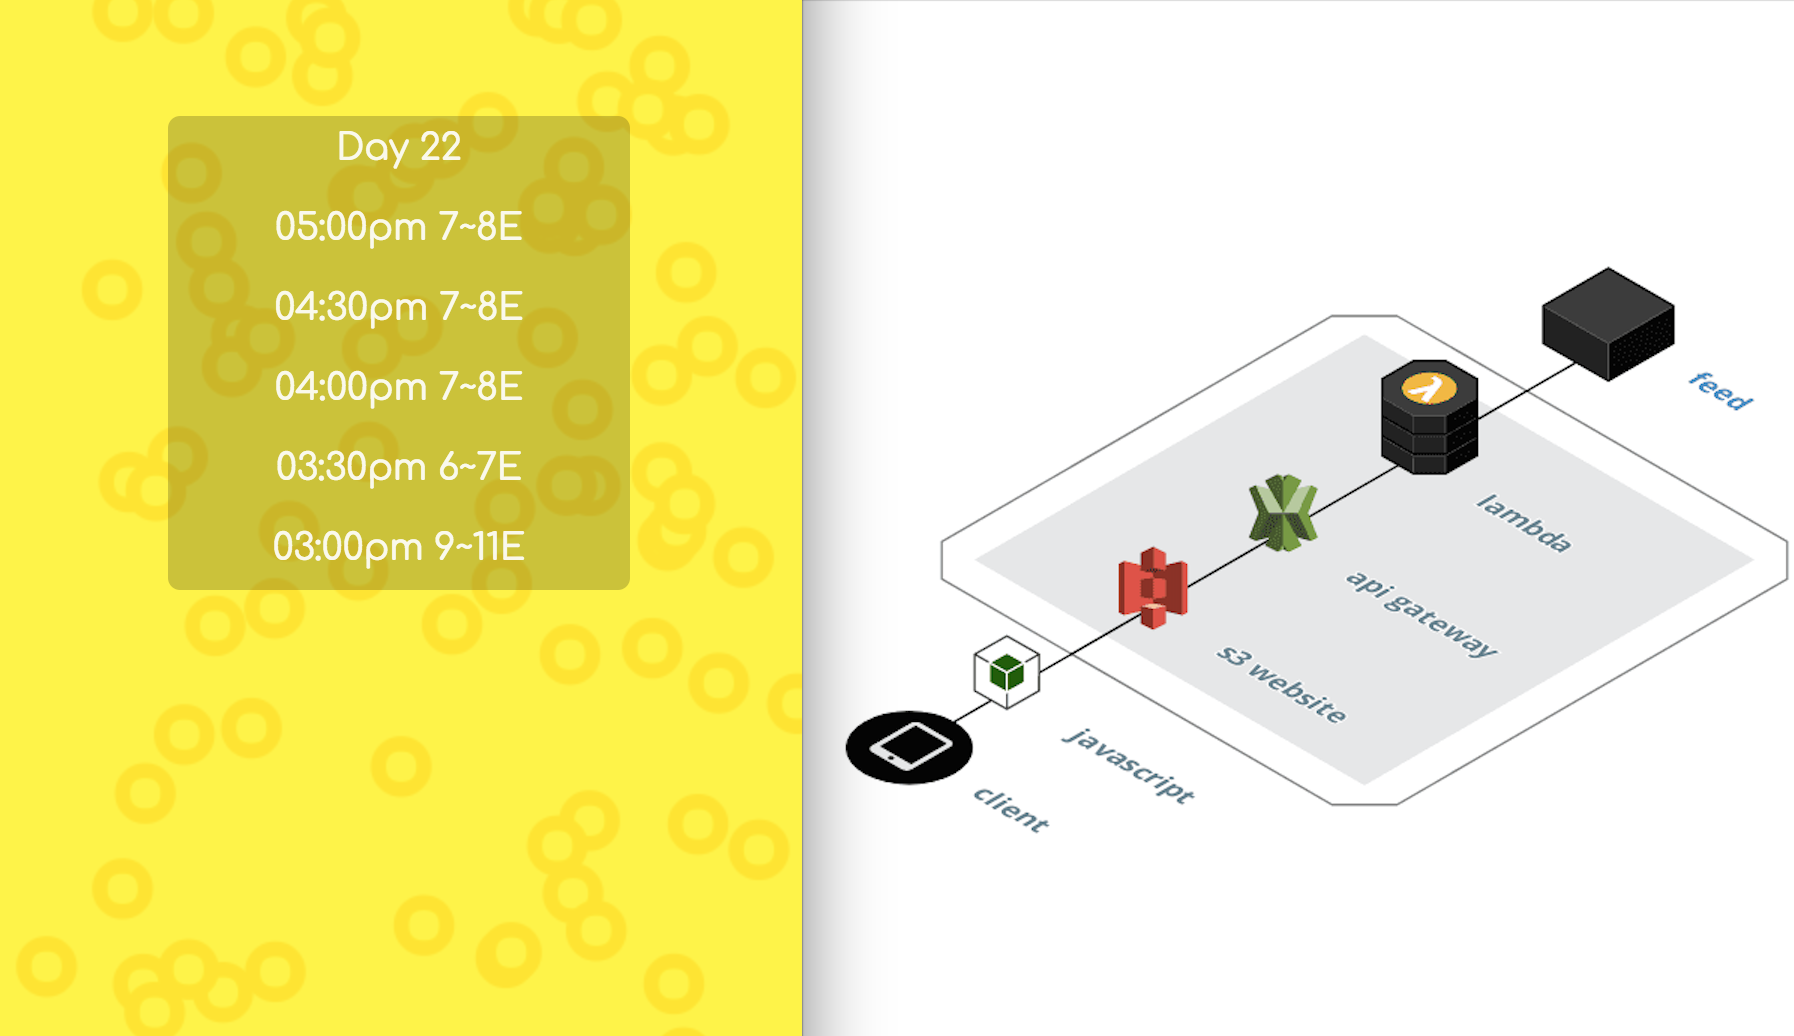 Day 22
05:00pm 7~8E
04:30pm 7~8E
04:00pm 7~8E
03:30pm 6~7E
03:00pm 9~11E
feed
lambda
api gateway
s3 website
javascript
client